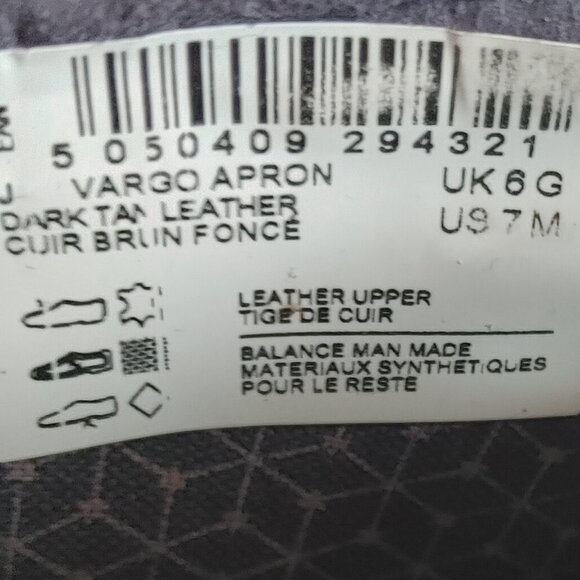 5 050409 294321
J VARGO APRON UK 6 G
DARK TAN LEATHER US 7 M
CUIR BRUN FONCÉ
LEATHER UPPER
TIGE DE CUIR
BALANCE MAN MADE
MATERIAUX SYNTHETIQUES
POUR LE RESTE